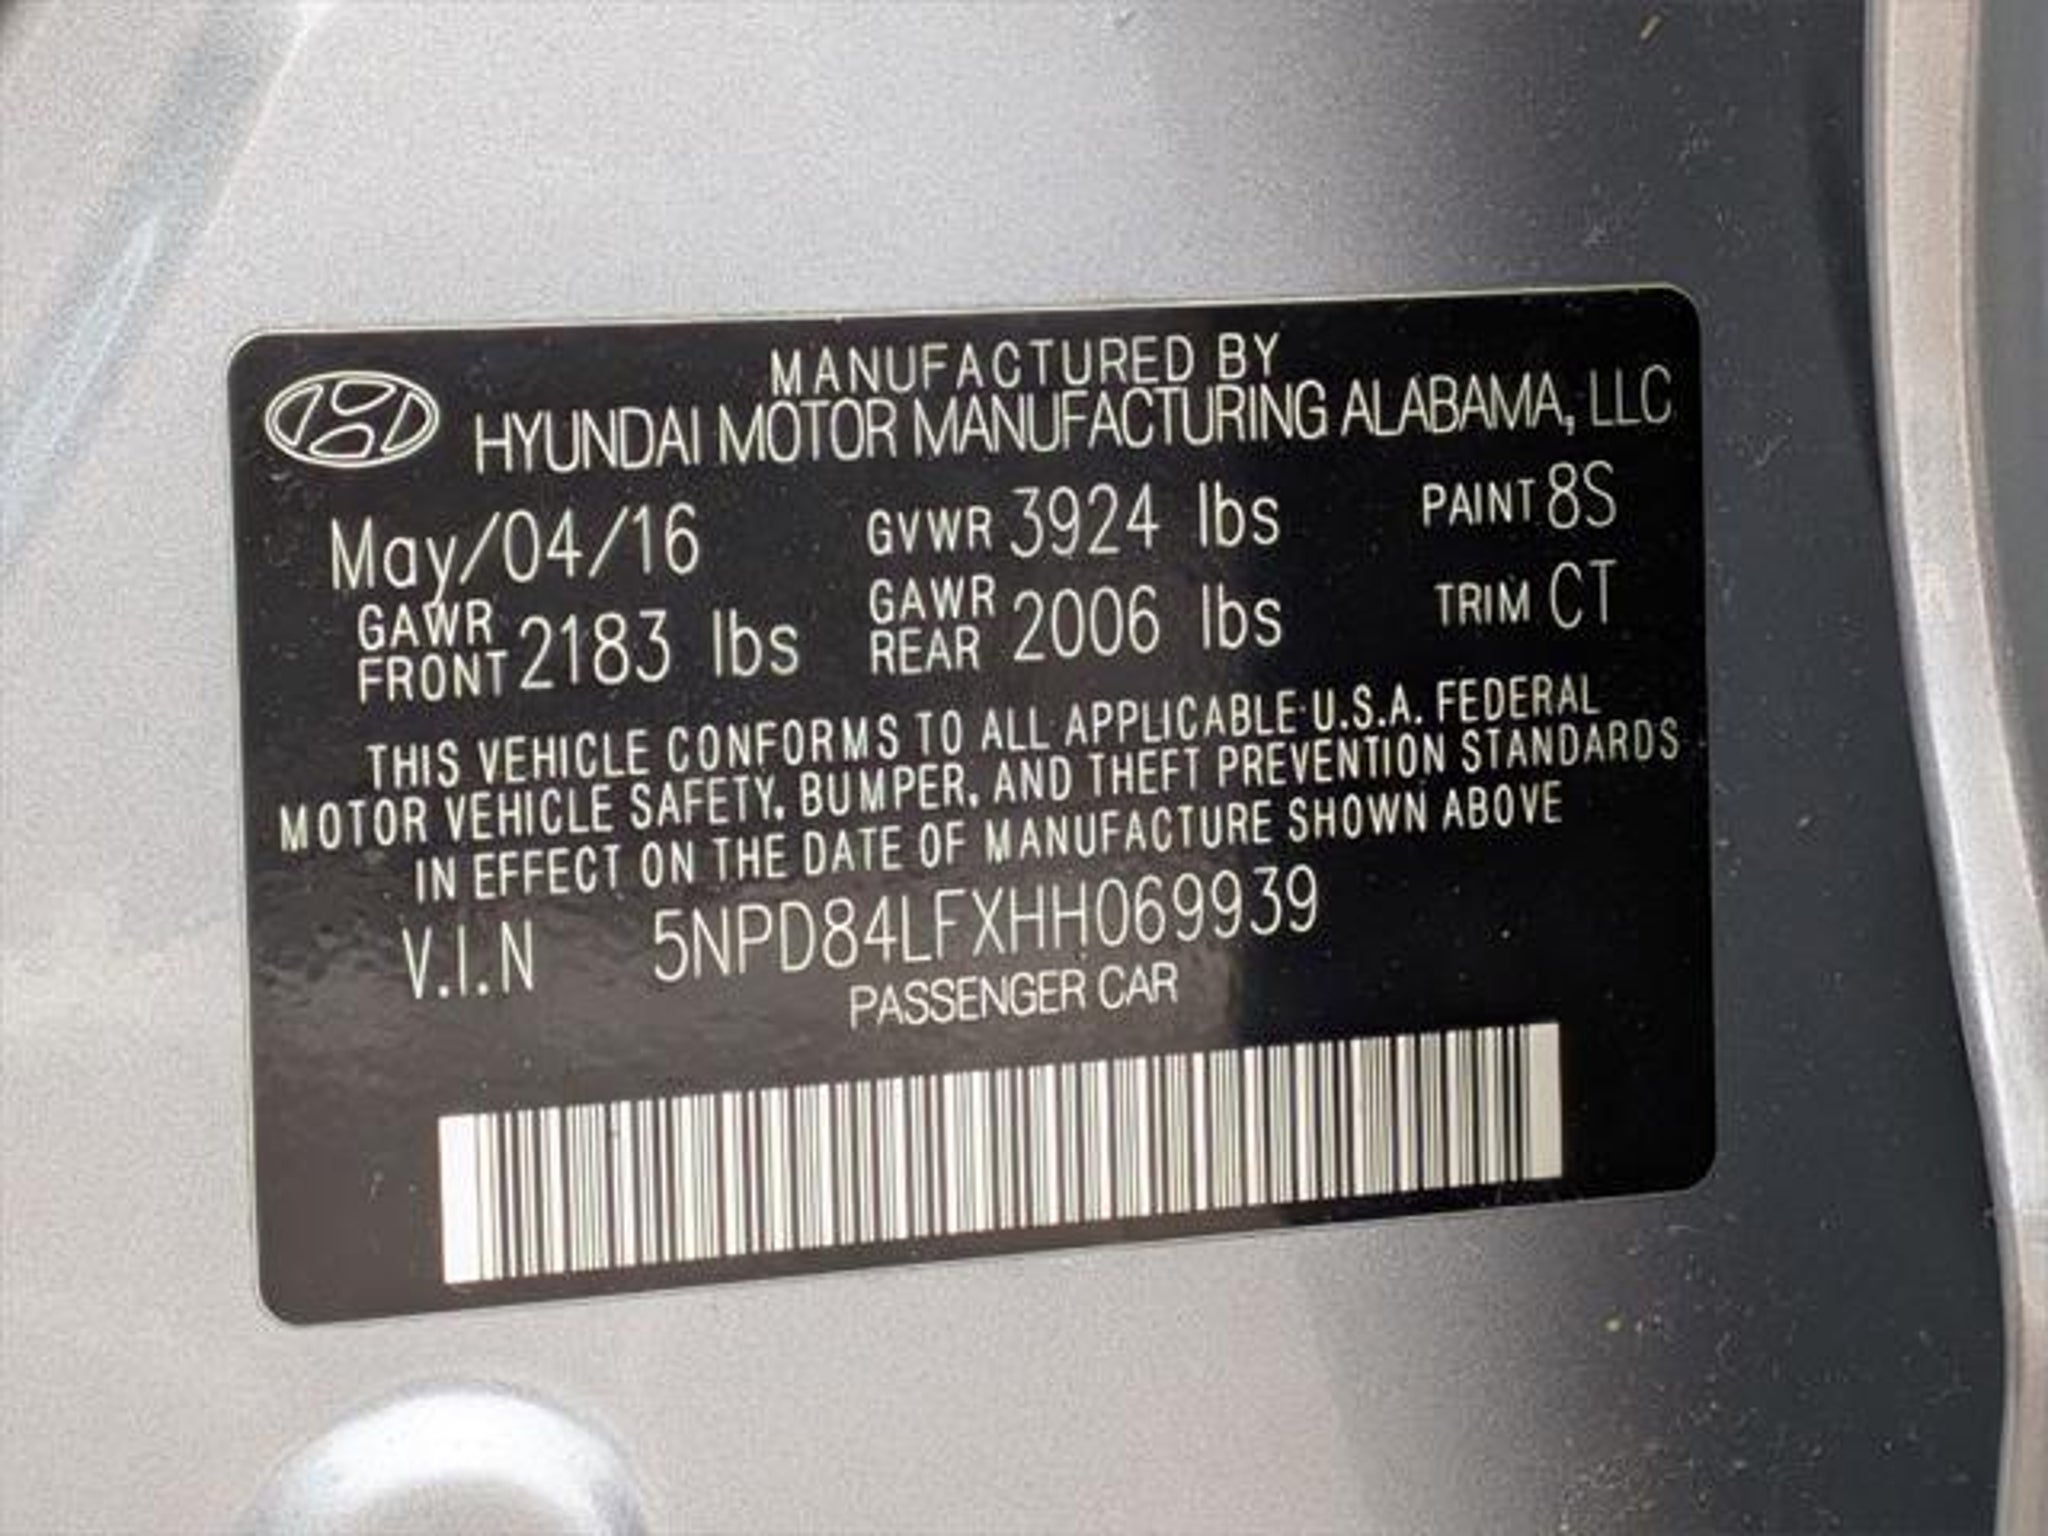 MANUFACTURED BY
HYUNDAI MOTOR MANUFACTURING ALABAMA, LLC
May/04/16 GVWR 3924 lbs PAINT 8S
GAWR FRONT 2183 lbs GAWR REAR 2006 lbs TRIM CT
THIS VEHICLE CONFORMS TO ALL APPLICABLE U.S.A. FEDERAL
MOTOR VEHICLE SAFETY, BUMPER, AND THEFT PREVENTION STANDARDS
IN EFFECT ON THE DATE OF MANUFACTURE SHOWN ABOVE
V.I.N 5NPD84LFXHH069939
PASSENGER CAR